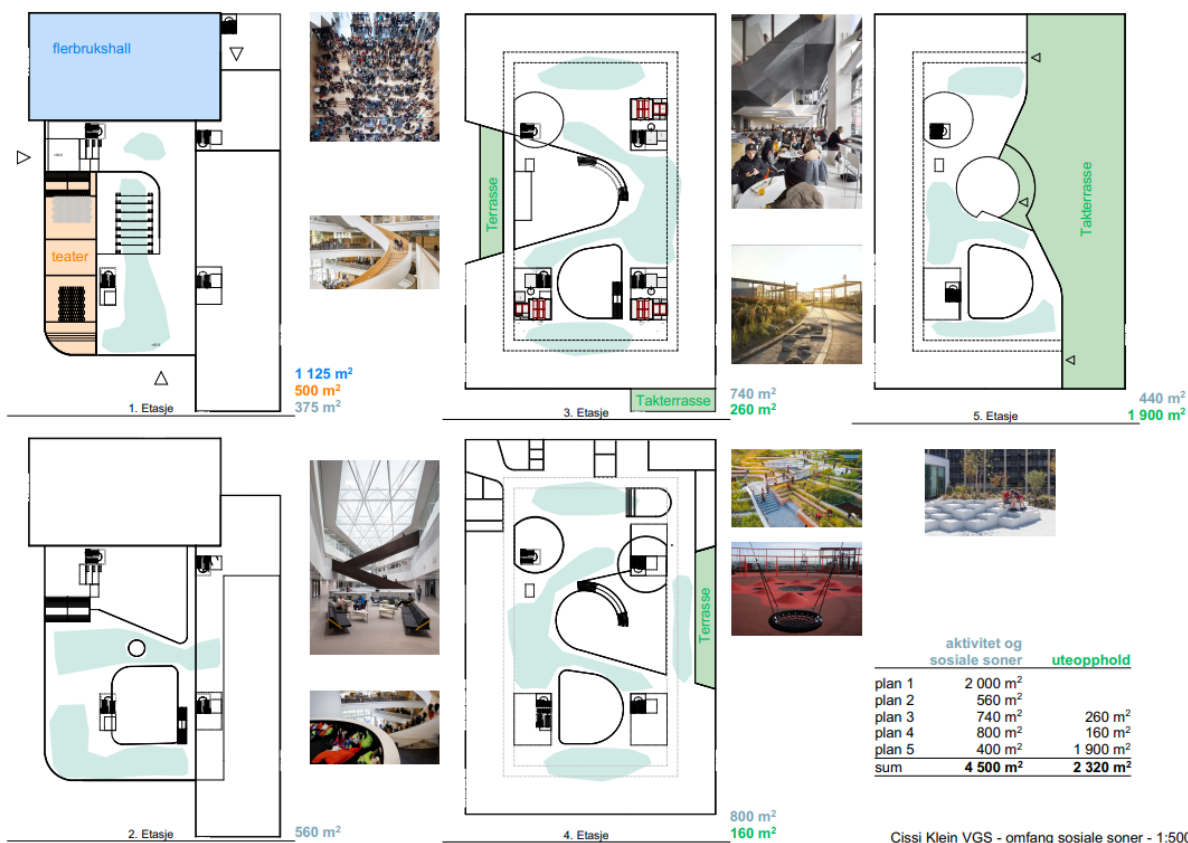 flerbrukshall
teater
1 125 m²
500 m²
375 m²
1. Etasje
Terrasse
Takterrasse
740 m²
260 m²
3. Etasje
Takterrasse
440 m²
1 900 m²
5. Etasje
560 m²
2. Etasje
Terrasse
800 m²
160 m²
4. Etasje
aktivitet og
sosiale soner uteopphold
plan 1 2 000 m²
plan 2 560 m²
plan 3 740 m² 260 m²
plan 4 800 m² 160 m²
plan 5 400 m² 1 900 m²
sum 4 500 m² 2 320 m²
Cissi Klein VGS - omfang sosiale soner - 1:500